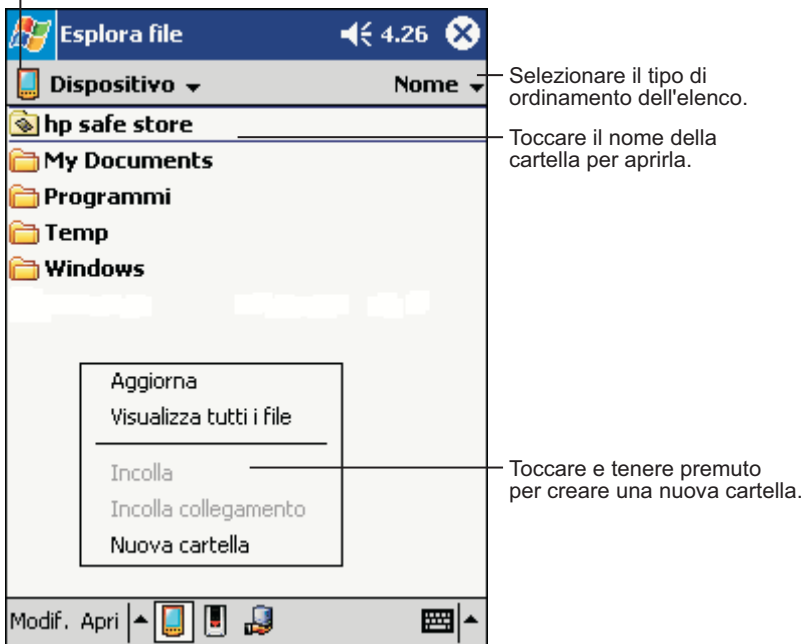 Esplora file 4.26
Dispositivo Nome
Selezionare il tipo di
ordinamento dell'elenco.
hp safe store
Toccare il nome della
cartella per aprirla.
My Documents
Programmi
Temp
Windows
Aggiorna
Visualizza tutti i file
Incolla
Incolla collegamento
Nuova cartella
Toccare e tenere premuto
per creare una nuova cartella.
Modif. Apri